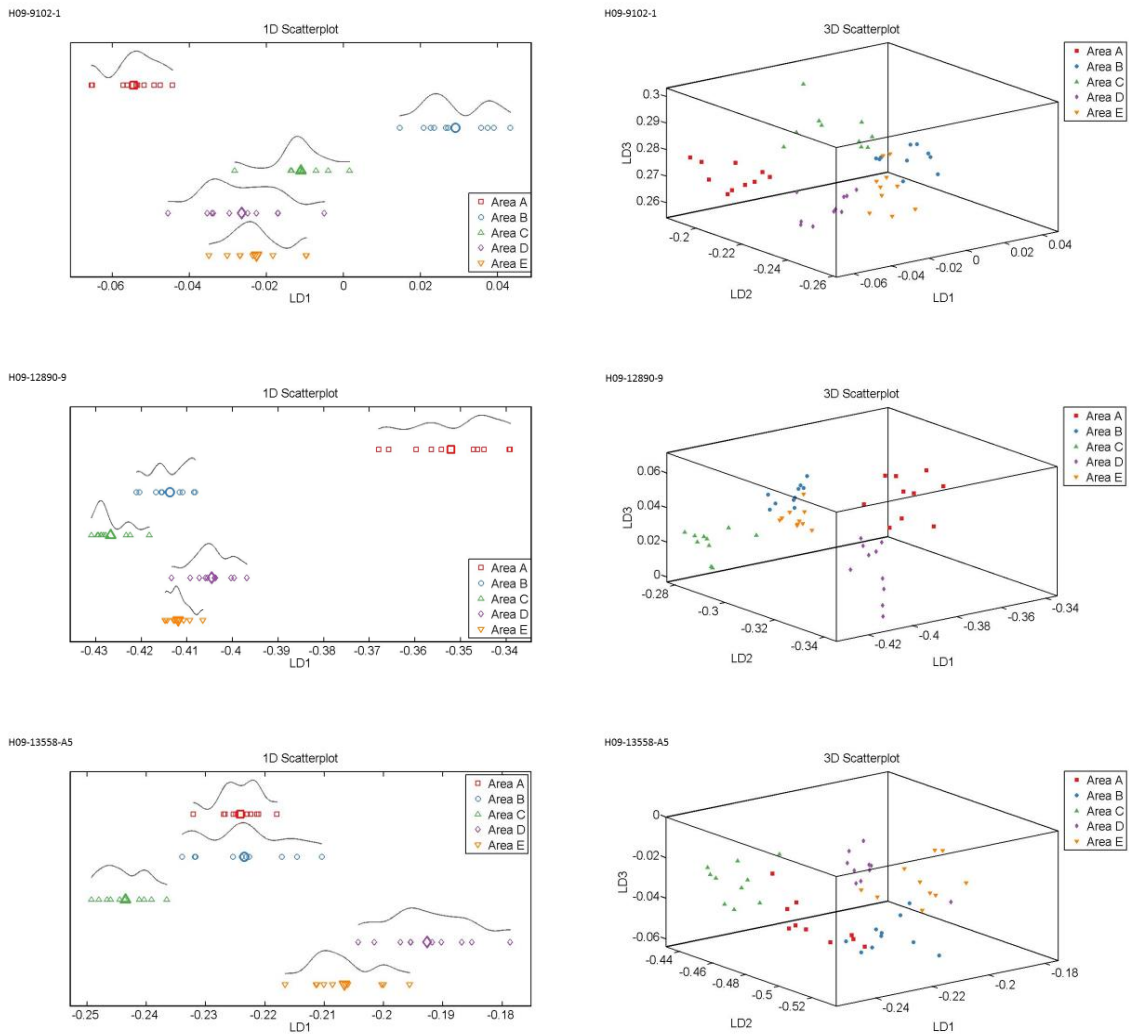 H09-9102-1
1D Scatterplot
Area A
Area B
Area C
Area D
Area E
-0.06 -0.04 -0.02 0 0.02 0.04
LD1
H09-9102-1
3D Scatterplot
Area A
Area B
Area C
Area D
Area E
0.3
0.29
0.28
0.27
0.26
LD3
-0.2
-0.22
-0.24
-0.26
LD2
-0.06
-0.04
-0.02
0
0.02
0.04
LD1
H09-12890-9
1D Scatterplot
Area A
Area B
Area C
Area D
Area E
-0.43 -0.42 -0.41 -0.4 -0.39 -0.38 -0.37 -0.36 -0.35 -0.34
LD1
H09-12890-9
3D Scatterplot
Area A
Area B
Area C
Area D
Area E
0.06
0.04
0.02
0
LD3
-0.28
-0.3
-0.32
-0.34
LD2
-0.42
-0.4
-0.38
-0.36
-0.34
LD1
H09-13558-A5
1D Scatterplot
Area A
Area B
Area C
Area D
Area E
-0.25 -0.24 -0.23 -0.22 -0.21 -0.2 -0.19 -0.18
LD1
H09-13558-A5
3D Scatterplot
Area A
Area B
Area C
Area D
Area E
0
-0.02
-0.04
-0.06
LD3
-0.44
-0.46
-0.48
-0.5
-0.52
LD2
-0.24
-0.22
-0.2
-0.18
LD1